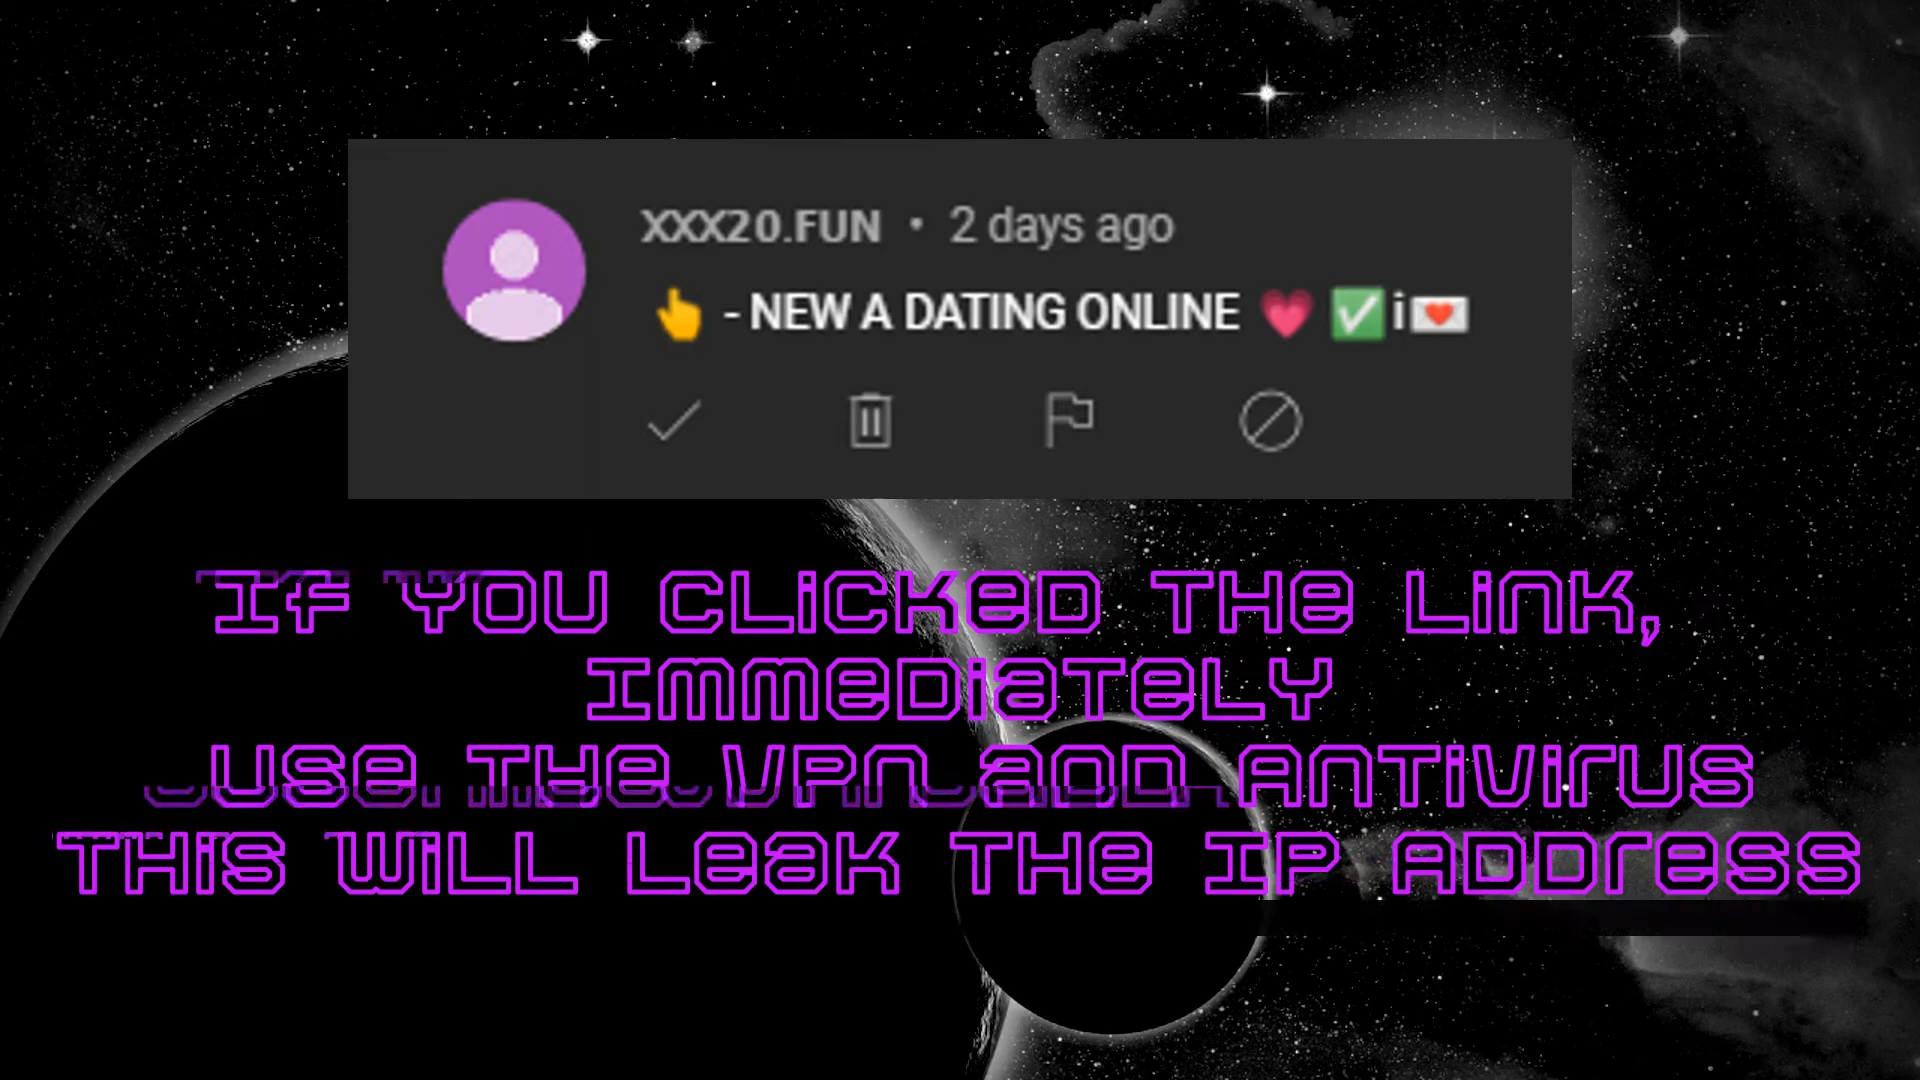 XXX20.FUN • 2 days ago
👆 - NEW A DATING ONLINE 💗 ✅i💌
If YOU CLiCKeD THe LiNK,
IMMeDiaTeLY
USe THe VPN aND ANTiViruS
THiS WiLL LeaK THe IP ADDreSS